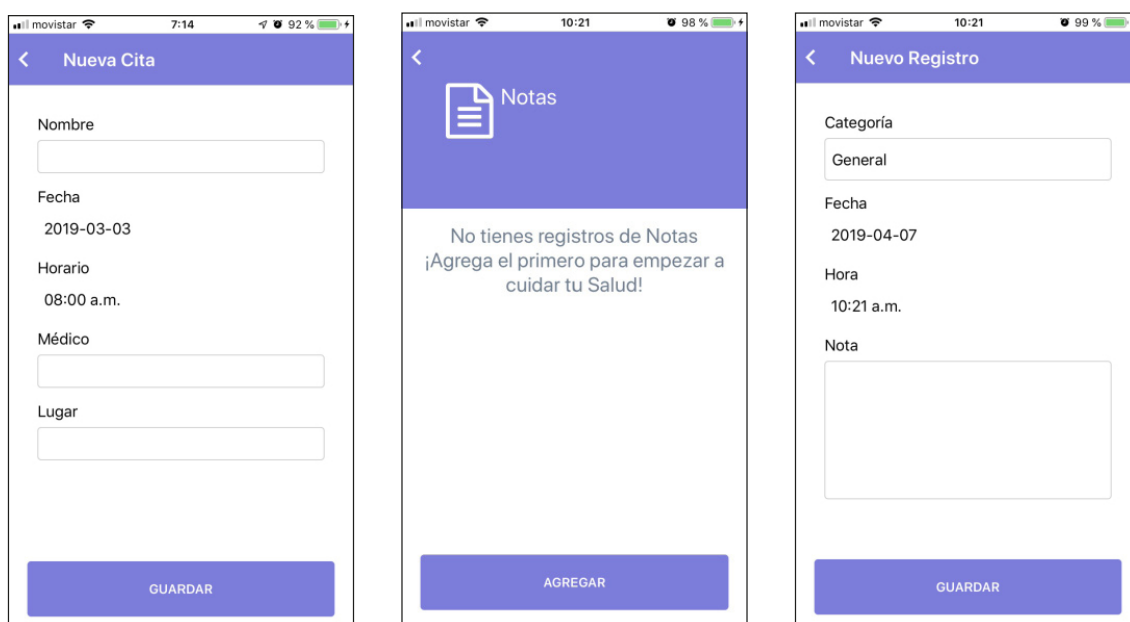 movistar 7:14 92 %
Nueva Cita
Nombre
Fecha
2019-03-03
Horario
08:00 a.m.
Médico
Lugar
GUARDAR
movistar 10:21 98 %
Notas
No tienes registros de Notas
¡Agrega el primero para empezar a
cuidar tu Salud!
AGREGAR
movistar 10:21 99 %
Nuevo Registro
Categoría
General
Fecha
2019-04-07
Hora
10:21 a.m.
Nota
GUARDAR